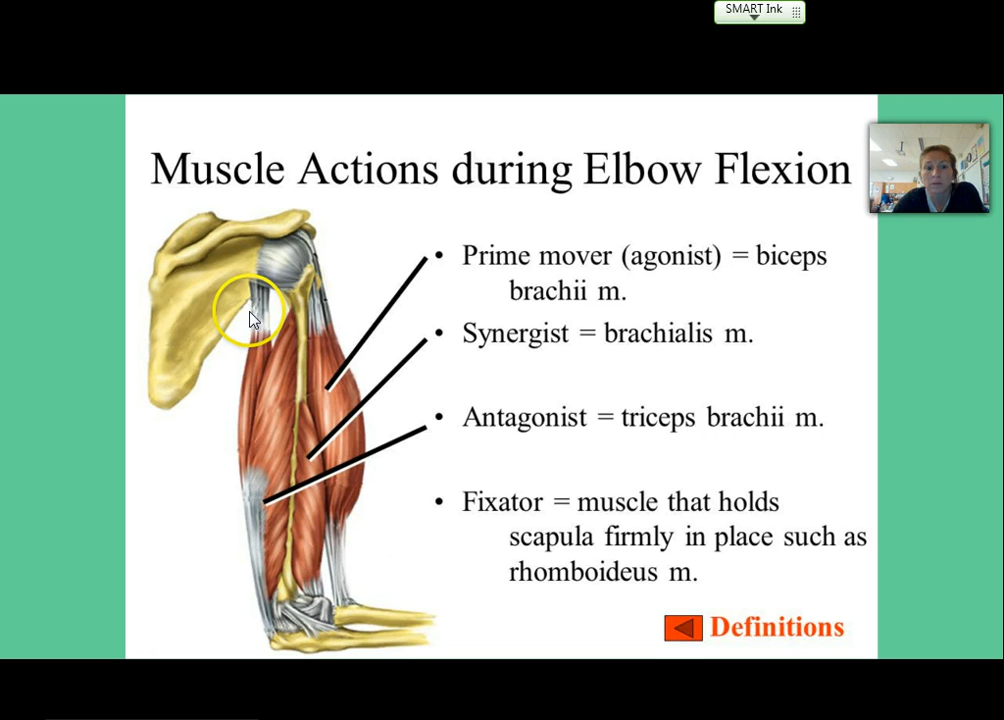 SMART Ink
Muscle Actions during Elbow Flexion
• Prime mover (agonist) = biceps
brachii m.
• Synergist = brachialis m.
• Antagonist = triceps brachii m.
• Fixator = muscle that holds
scapula firmly in place such as
rhomboideus m.
Definitions